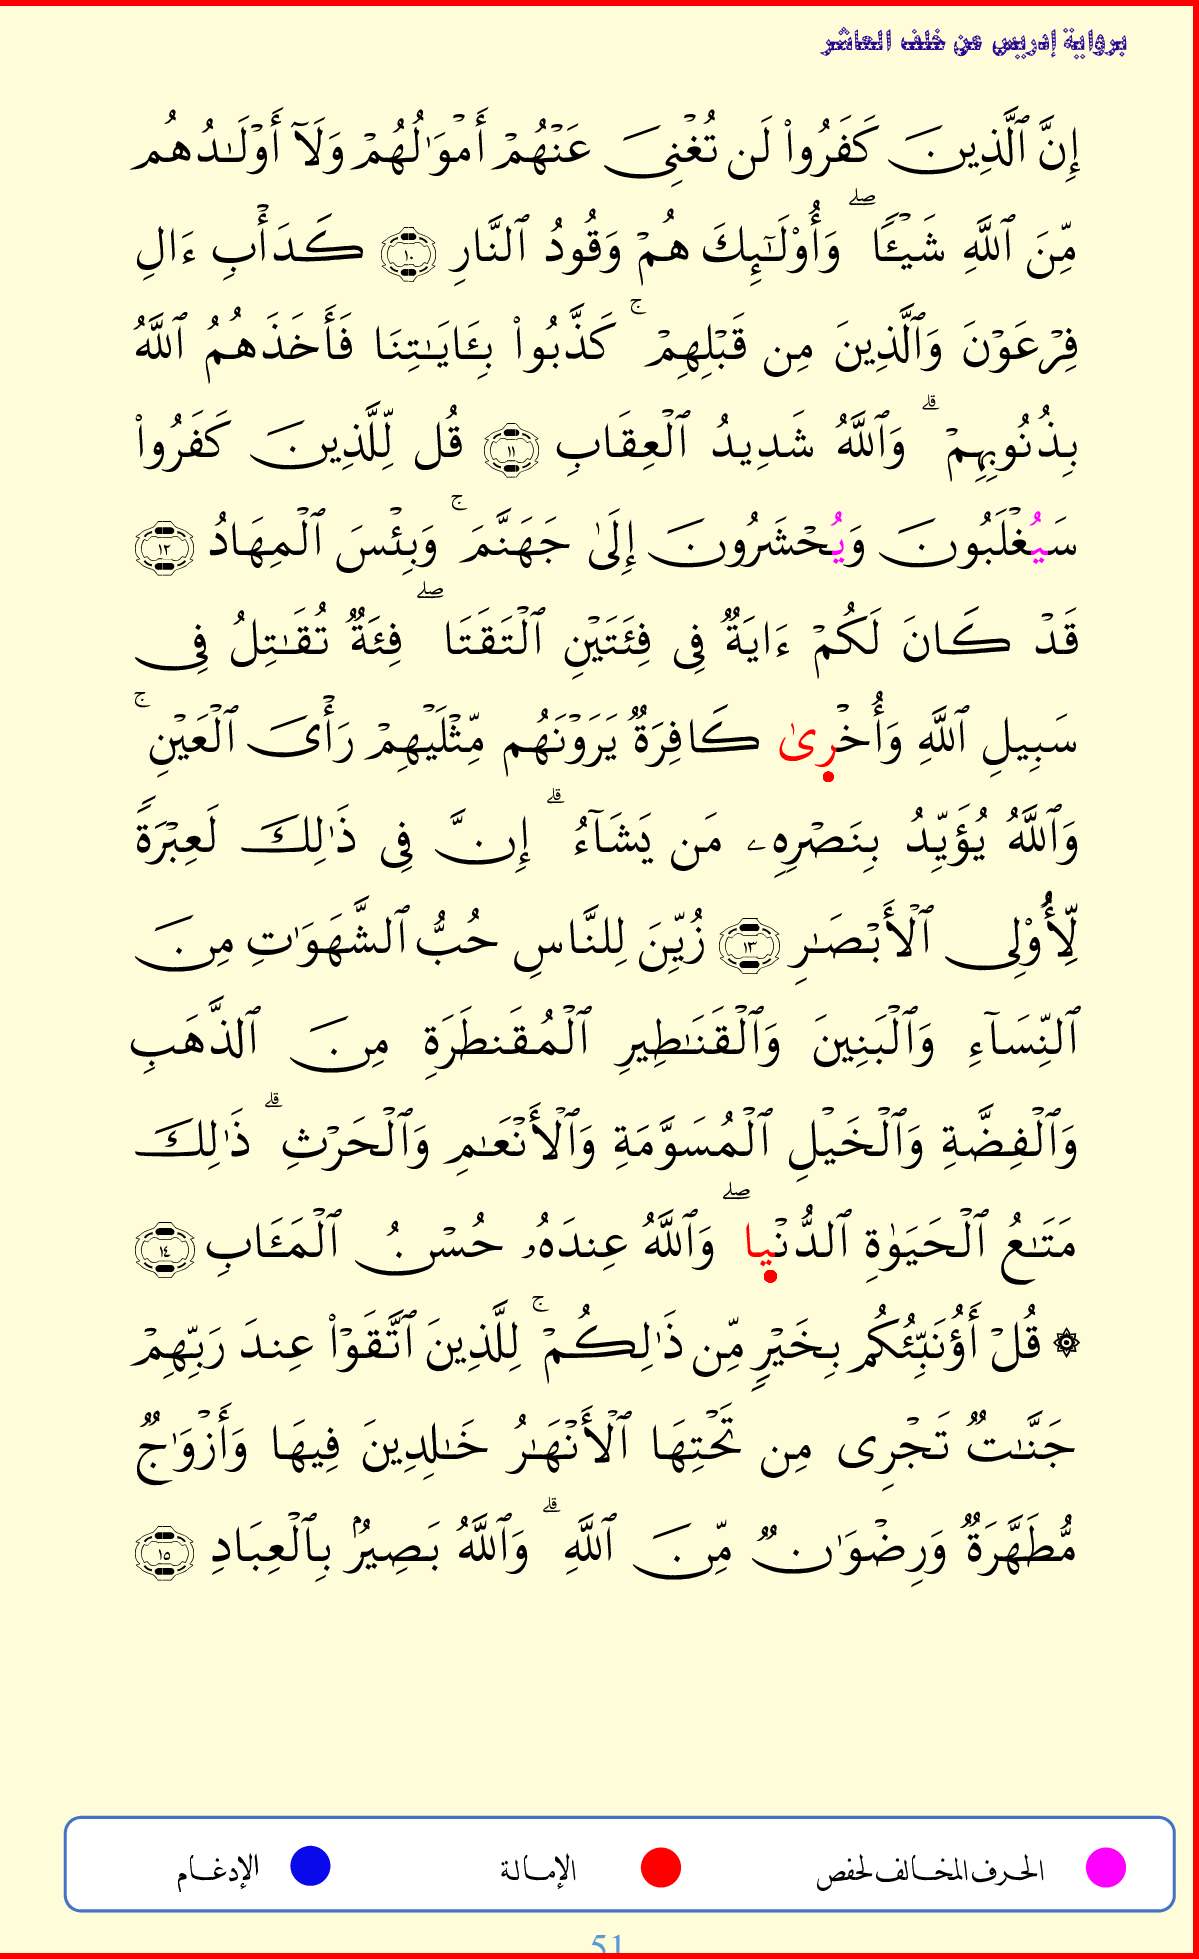 برواية إدريس عن خلف العاشر
إِنَّ ٱلَّذِينَ كَفَرُوا۟ لَن تُغْنِىَ عَنْهُمْ أَمْوَٰلُهُمْ وَلَآ أَوْلَـٰدُهُم
مِّنَ ٱللَّهِ شَيْـًٔا ۖ وَأُو۟لَـٰٓئِكَ هُمْ وَقُودُ ٱلنَّارِ ١٠ كَدَأْبِ ءَالِ
فِرْعَوْنَ وَٱلَّذِينَ مِن قَبْلِهِمْ ۚ كَذَّبُوا۟ بِـَٔايَـٰتِنَا فَأَخَذَهُمُ ٱللَّهُ
بِذُنُوبِهِمْ ۗ وَٱللَّهُ شَدِيدُ ٱلْعِقَابِ ١١ قُل لِّلَّذِينَ كَفَرُوا۟
سَيُغْلَبُونَ وَيُحْشَرُونَ إِلَىٰ جَهَنَّمَ ۚ وَبِئْسَ ٱلْمِهَادُ ١٢
قَدْ كَانَ لَكُمْ ءَايَةٌ فِى فِئَتَيْنِ ٱلْتَقَتَا ۖ فِئَةٌ تُقَـٰتِلُ فِى
سَبِيلِ ٱللَّهِ وَأُخْرِىٰ كَافِرَةٌ يَرَوْنَهُم مِّثْلَيْهِمْ رَأْىَ ٱلْعَيْنِ ۚ
وَٱللَّهُ يُؤَيِّدُ بِنَصْرِهِۦ مَن يَشَآءُ ۗ إِنَّ فِى ذَٰلِكَ لَعِبْرَةً
لِّأُو۟لِى ٱلْأَبْصَـٰرِ ١٣ زُيِّنَ لِلنَّاسِ حُبُّ ٱلشَّهَوَٰتِ مِنَ
ٱلنِّسَآءِ وَٱلْبَنِينَ وَٱلْقَنَـٰطِيرِ ٱلْمُقَنطَرَةِ مِنَ ٱلذَّهَبِ
وَٱلْفِضَّةِ وَٱلْخَيْلِ ٱلْمُسَوَّمَةِ وَٱلْأَنْعَـٰمِ وَٱلْحَرْثِ ۗ ذَٰلِكَ
مَتَـٰعُ ٱلْحَيَوٰةِ ٱلدُّنْيِا ۖ وَٱللَّهُ عِندَهُۥ حُسْنُ ٱلْمَـَٔابِ ١٤
۞ قُلْ أَؤُنَبِّئُكُم بِخَيْرٍ مِّن ذَٰلِكُمْ ۚ لِلَّذِينَ ٱتَّقَوْا۟ عِندَ رَبِّهِمْ
جَنَّـٰتٌ تَجْرِى مِن تَحْتِهَا ٱلْأَنْهَـٰرُ خَـٰلِدِينَ فِيهَا وَأَزْوَٰجٌ
مُّطَهَّرَةٌ وَرِضْوَٰنٌ مِّنَ ٱللَّهِ ۗ وَٱللَّهُ بَصِيرٌۢ بِٱلْعِبَادِ ١٥
الحرف المخالف لحفص الإمالة الإدغام
51